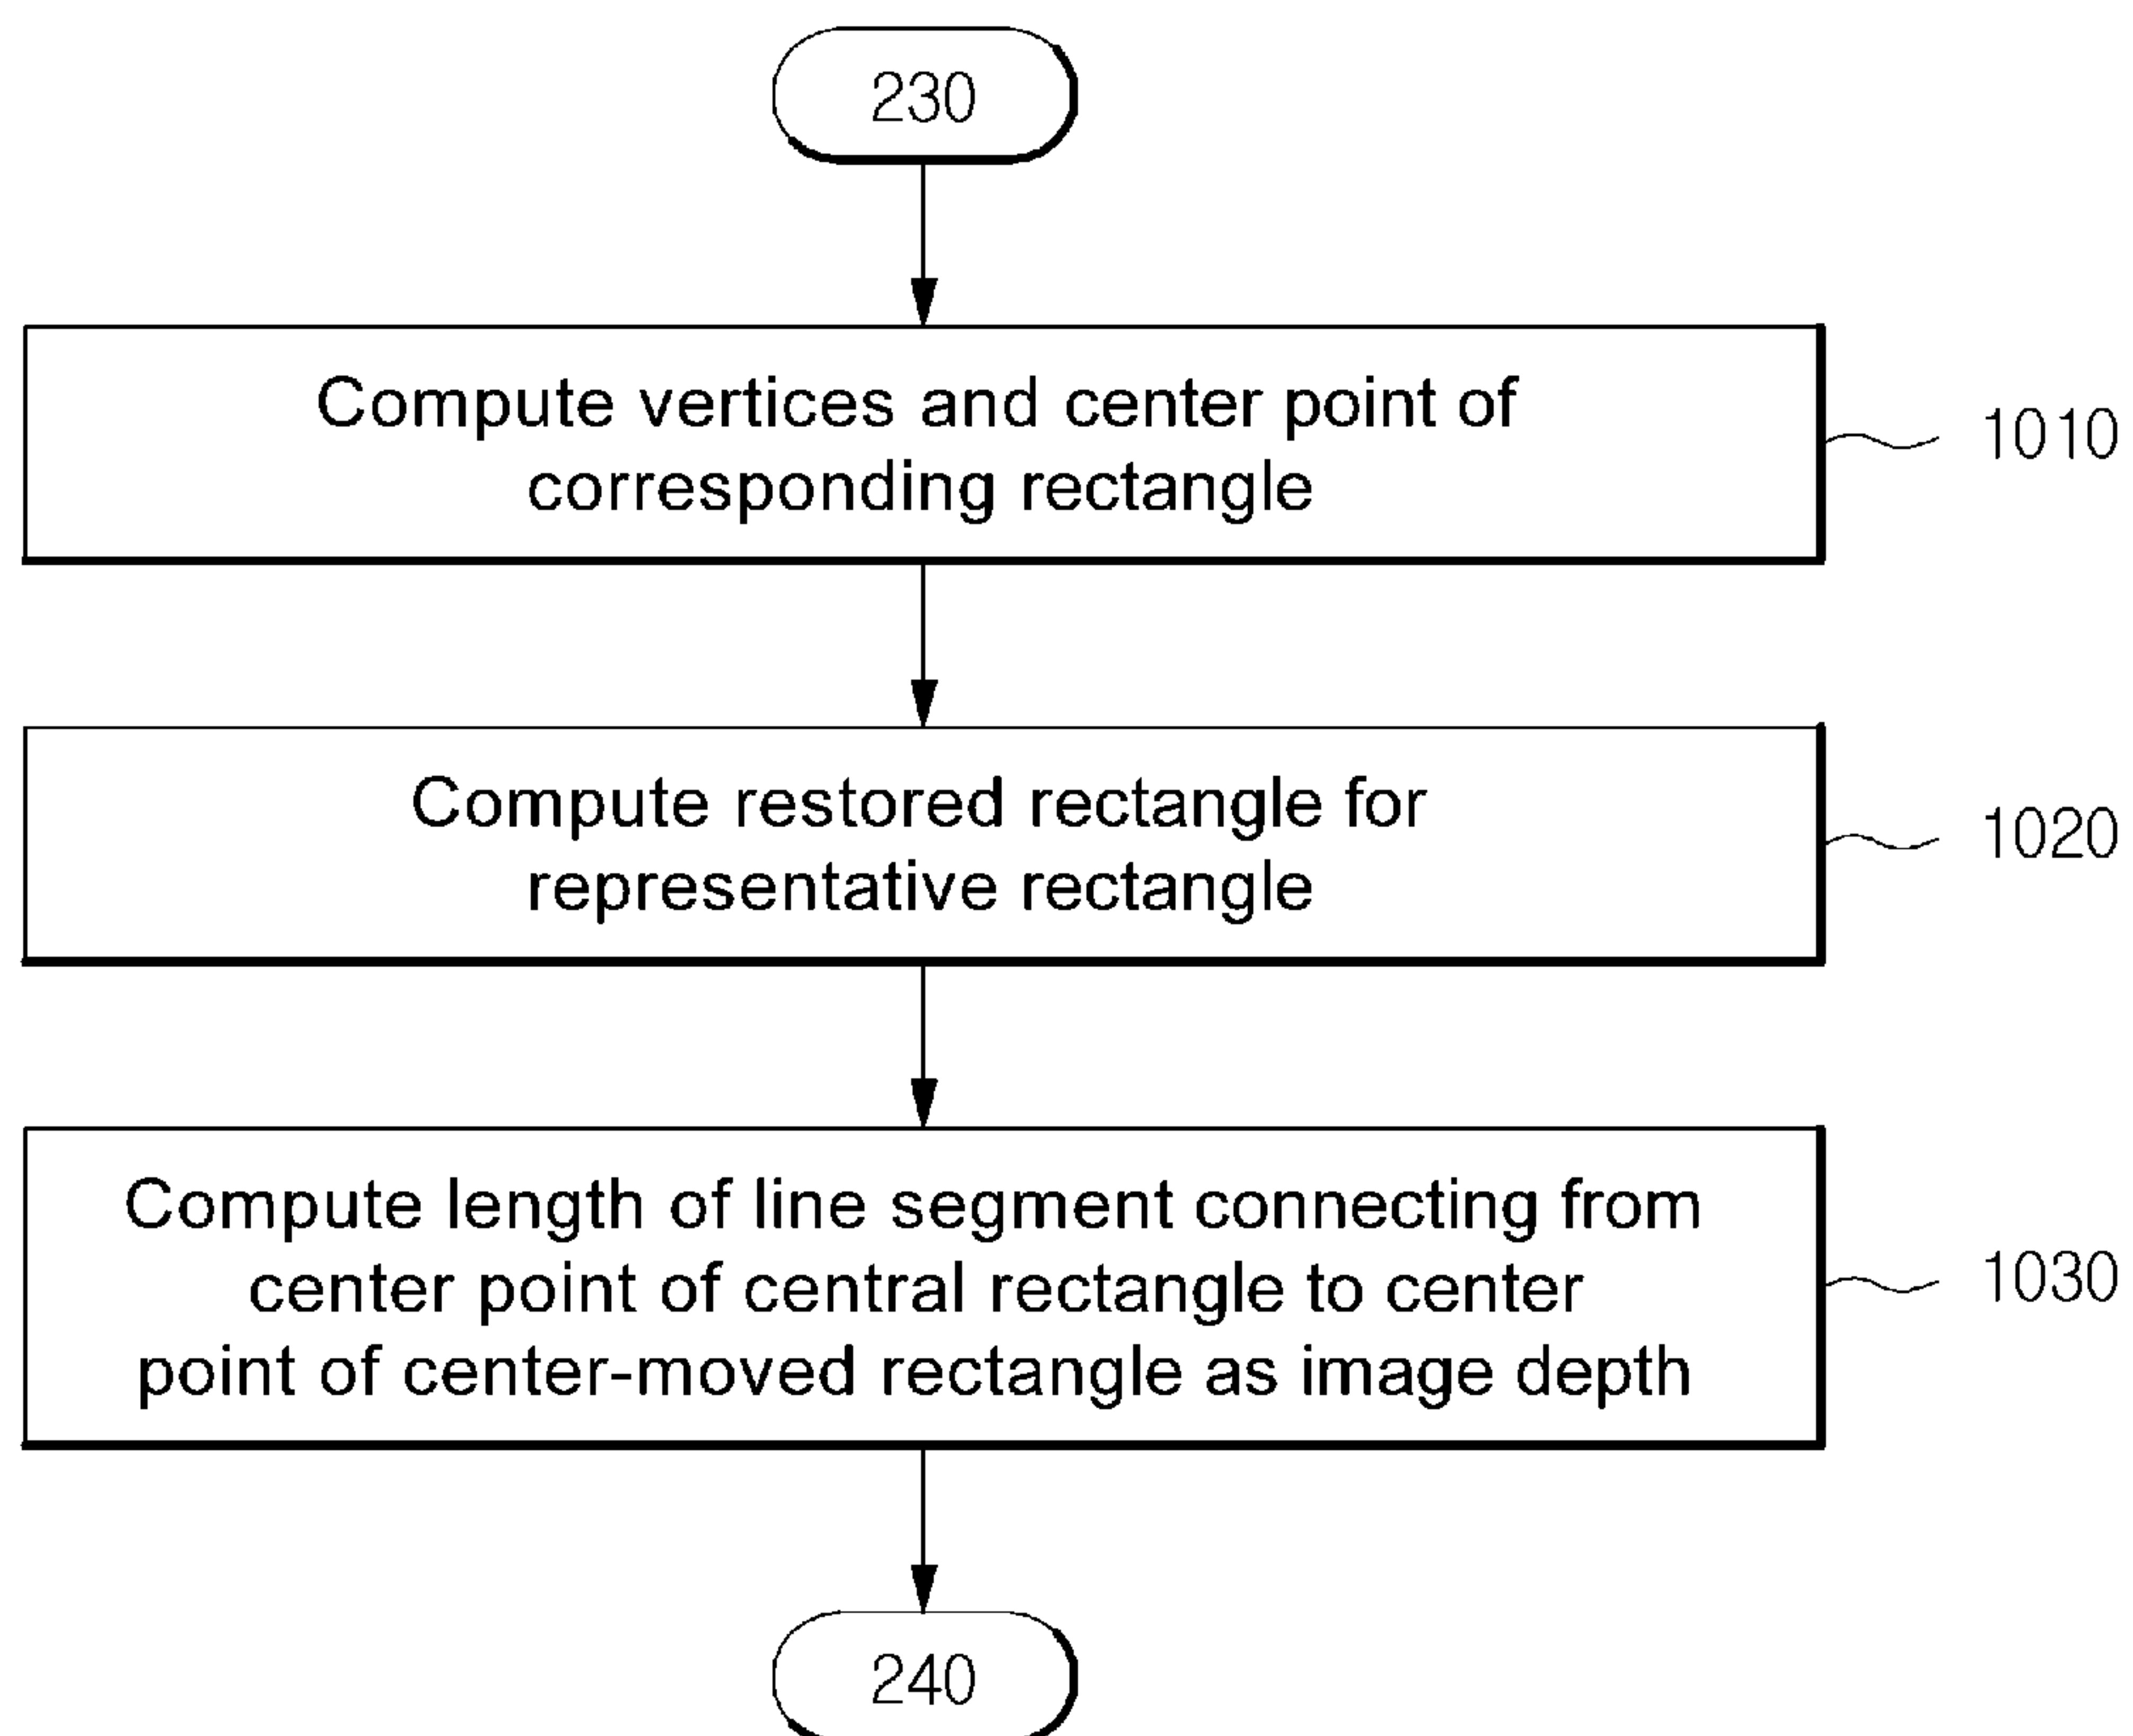 230
Compute vertices and center point of
corresponding rectangle
1010
Compute restored rectangle for
representative rectangle
1020
Compute length of line segment connecting from
center point of central rectangle to center
point of center-moved rectangle as image depth
1030
240